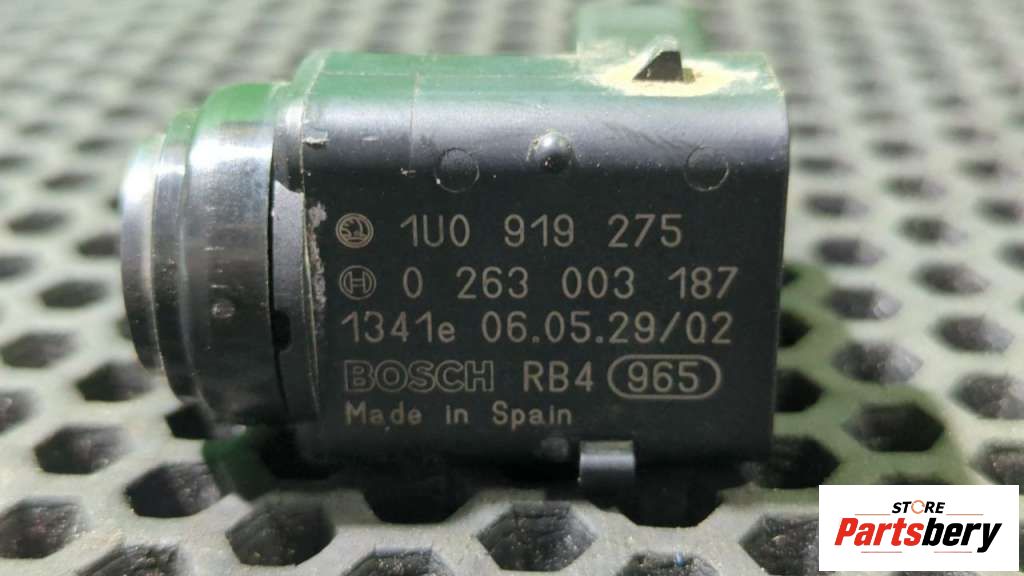 1U0 919 275
0 263 003 187
1341e 06.05.29/02
BOSCH RB4 965
Made in Spain
STORE
Partsbery